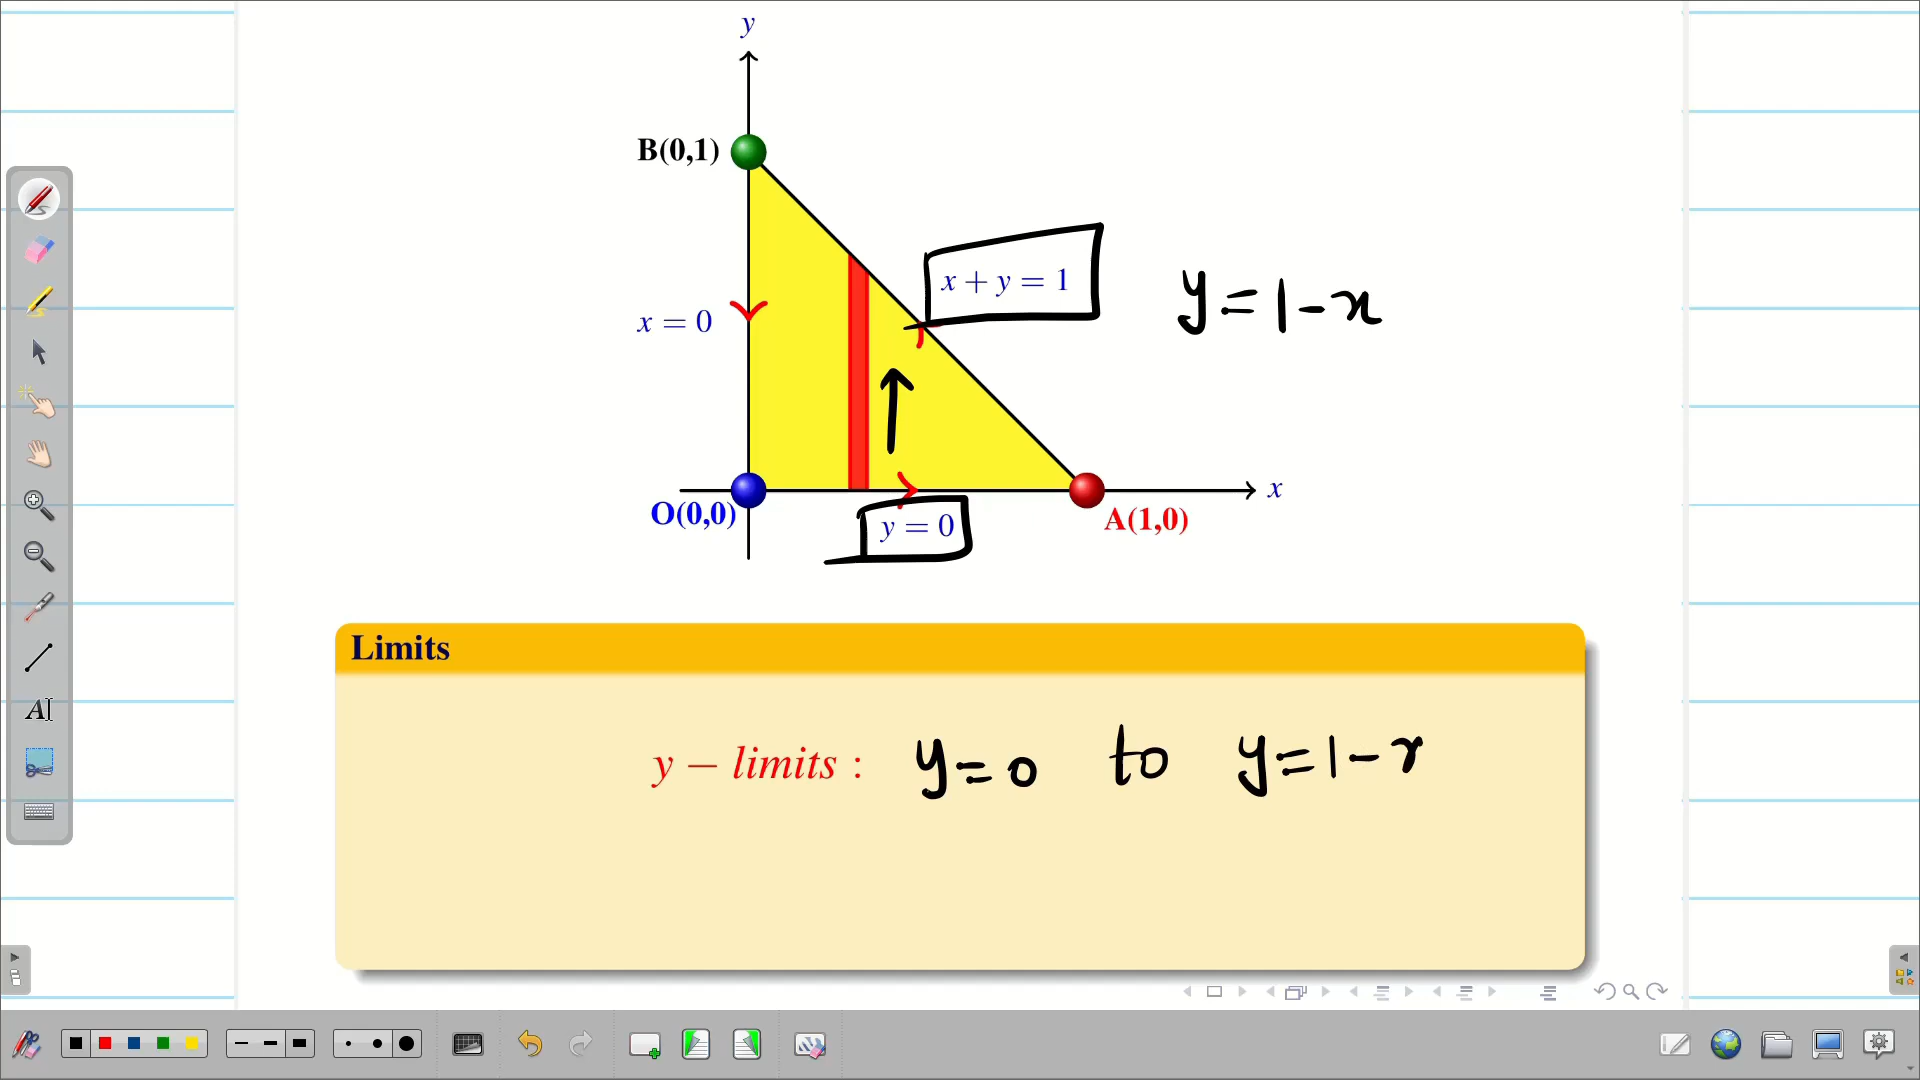 y
B(0,1)
x + y = 1
y = 1 - x
x = 0
x
O(0,0)
y = 0
A(1,0)
Limits
y − limits : y = 0 to y = 1 - x